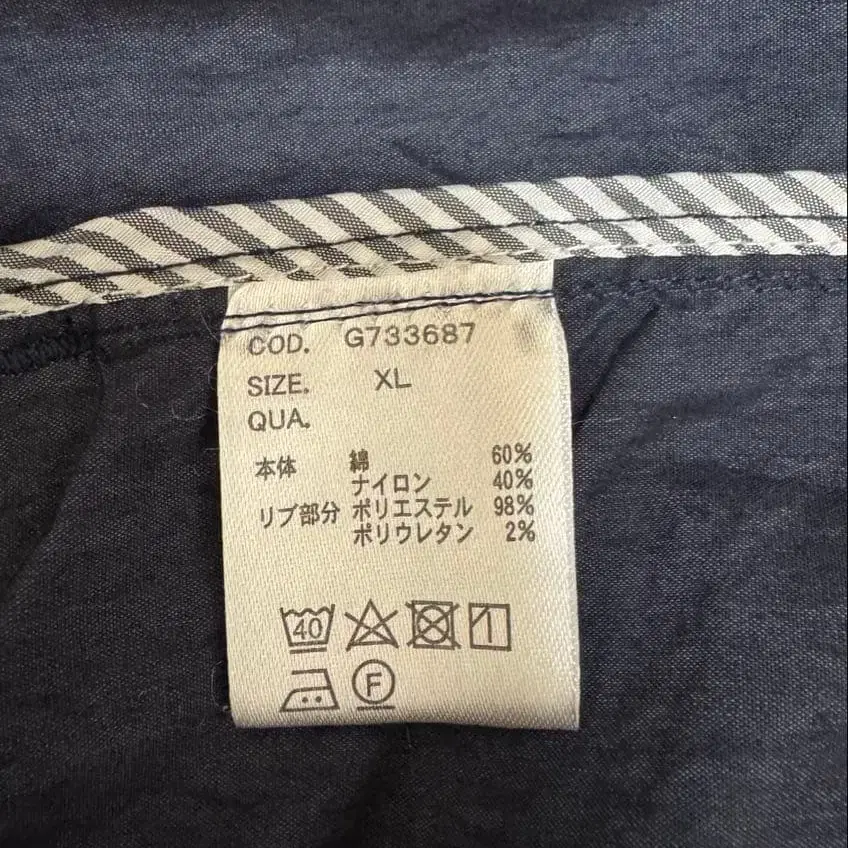 COD. G733687
SIZE. XL
QUA.
本体 綿 60%
ナイロン 40%
リブ部分 ポリエステル 98%
ポリウレタン 2%
40
F